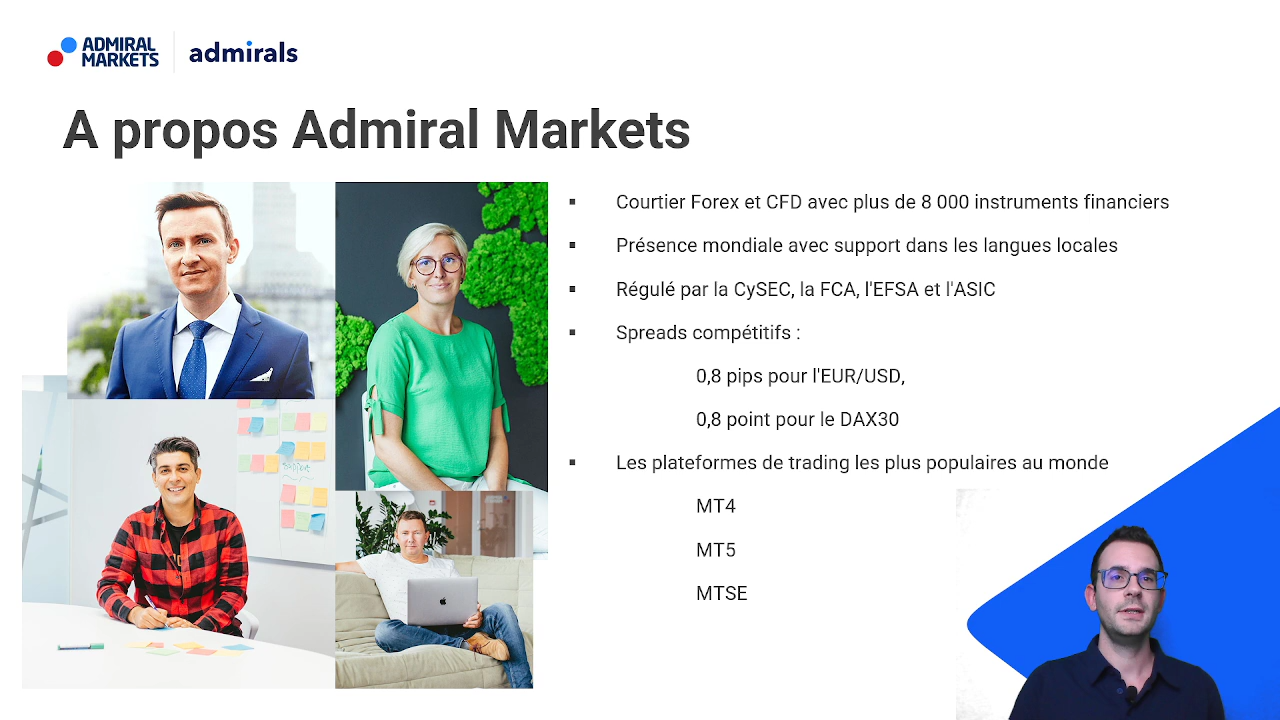 ADMIRAL
MARKETS
admirals
A propos Admiral Markets
Courtier Forex et CFD avec plus de 8 000 instruments financiers
Présence mondiale avec support dans les langues locales
Régulé par la CySEC, la FCA, l'EFSA et l'ASIC
Spreads compétitifs :
0,8 pips pour l'EUR/USD,
0,8 point pour le DAX30
Les plateformes de trading les plus populaires au monde
MT4
MT5
MTSE